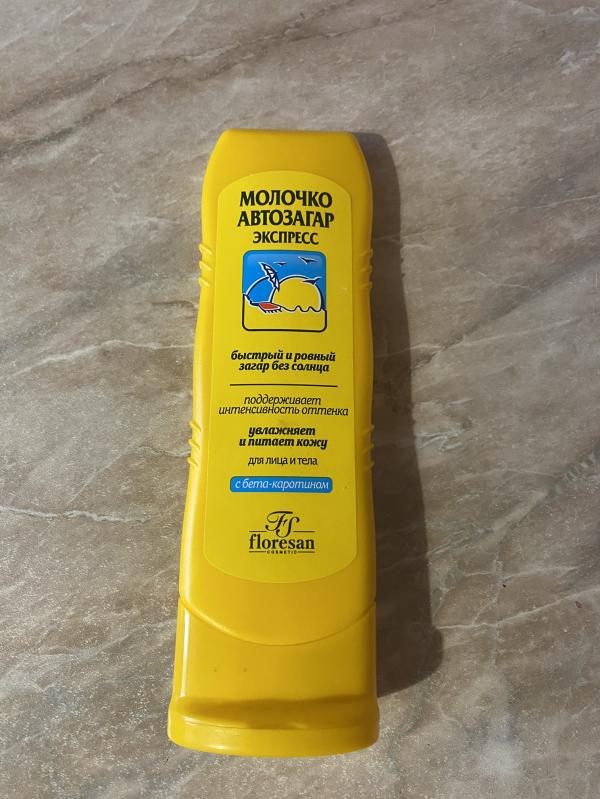 МОЛОЧКО
АВТОЗАГАР
ЭКСПРЕСС
быстрый и ровный
загар без солнца
поддерживает
интенсивность оттенка
увлажняет
и питает кожу
для лица и тела
с бета-каротином
FS
floresan
COSMETIC